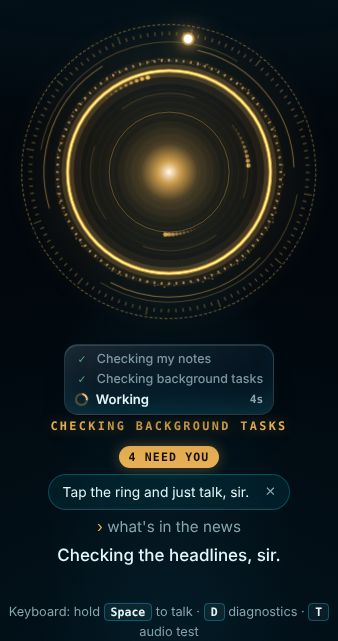 ✓ Checking my notes
✓ Checking background tasks
Working 4s
CHECKING BACKGROUND TASKS
4 NEED YOU
Tap the ring and just talk, sir. ✕
› what's in the news
Checking the headlines, sir.
Keyboard: hold Space to talk · D diagnostics · T
audio test